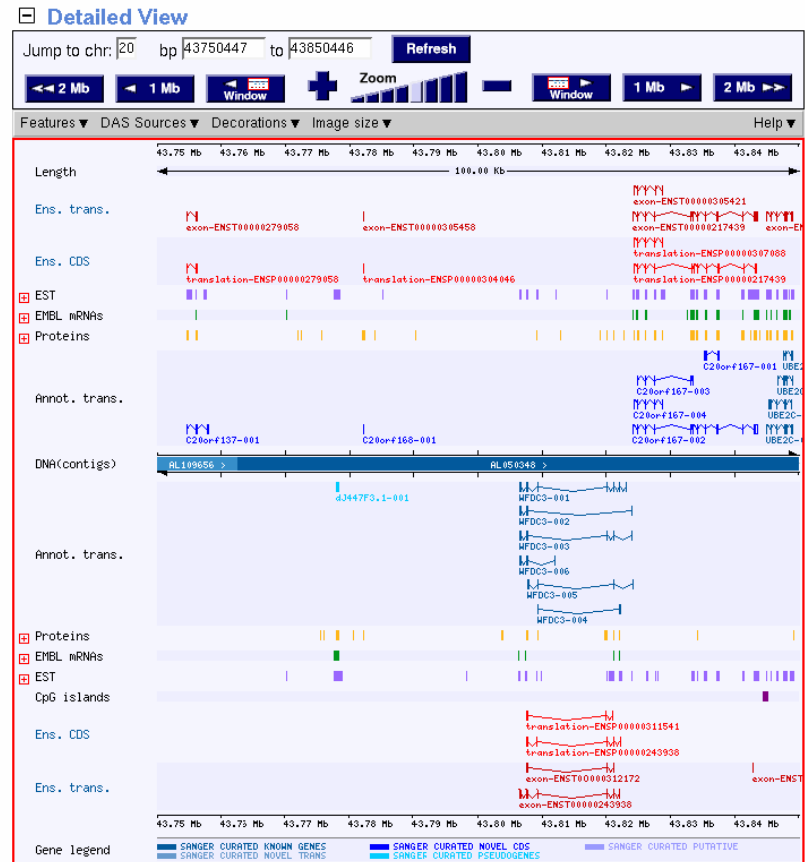 Detailed View
Jump to chr: 20 bp 43750447 to 43850446 Refresh
◄◄ 2 Mb ◄ 1 Mb ◄ Window Zoom Window ► 1 Mb ► 2 Mb ►►
Features ▼ DAS Sources ▼ Decorations ▼ Image size ▼ Help ▼
43.75 Mb 43.76 Mb 43.77 Mb 43.78 Mb 43.79 Mb 43.80 Mb 43.81 Mb 43.82 Mb 43.83 Mb 43.84 Mb
Length 100.00 Kb
exon-ENST00000305421
Ens. trans.
exon-ENST00000279058 exon-ENST00000305458 exon-ENST00000217439 exon-EN
translation-ENSP00000307088
Ens. CDS
translation-ENSP00000279058 translation-ENSP00000304046 translation-ENSP00000217439
EST
EMBL mRNAs
Proteins
C20orf167-001 UBE2C
C20orf167-003 UBE2C
Annot. trans.
C20orf167-004 UBE2C-
C20orf137-001 C20orf168-001 C20orf167-002 UBE2C-
DNA(contigs) AL109656 > AL050348 >
dJ447F3.1-001 WFDC3-001
WFDC3-002
WFDC3-003
Annot. trans.
WFDC3-006
WFDC3-005
WFDC3-004
Proteins
EMBL mRNAs
EST
CpG islands
translation-ENSP00000311541
Ens. CDS
translation-ENSP00000243938
exon-ENST00000312172 exon-ENST
Ens. trans.
exon-ENST00000243938
43.75 Mb 43.76 Mb 43.77 Mb 43.78 Mb 43.79 Mb 43.80 Mb 43.81 Mb 43.82 Mb 43.83 Mb 43.84 Mb
Gene legend SANGER CURATED KNOWN GENES SANGER CURATED NOVEL CDS SANGER CURATED PUTATIVE
SANGER CURATED NOVEL TRANS SANGER CURATED PSEUDOGENES